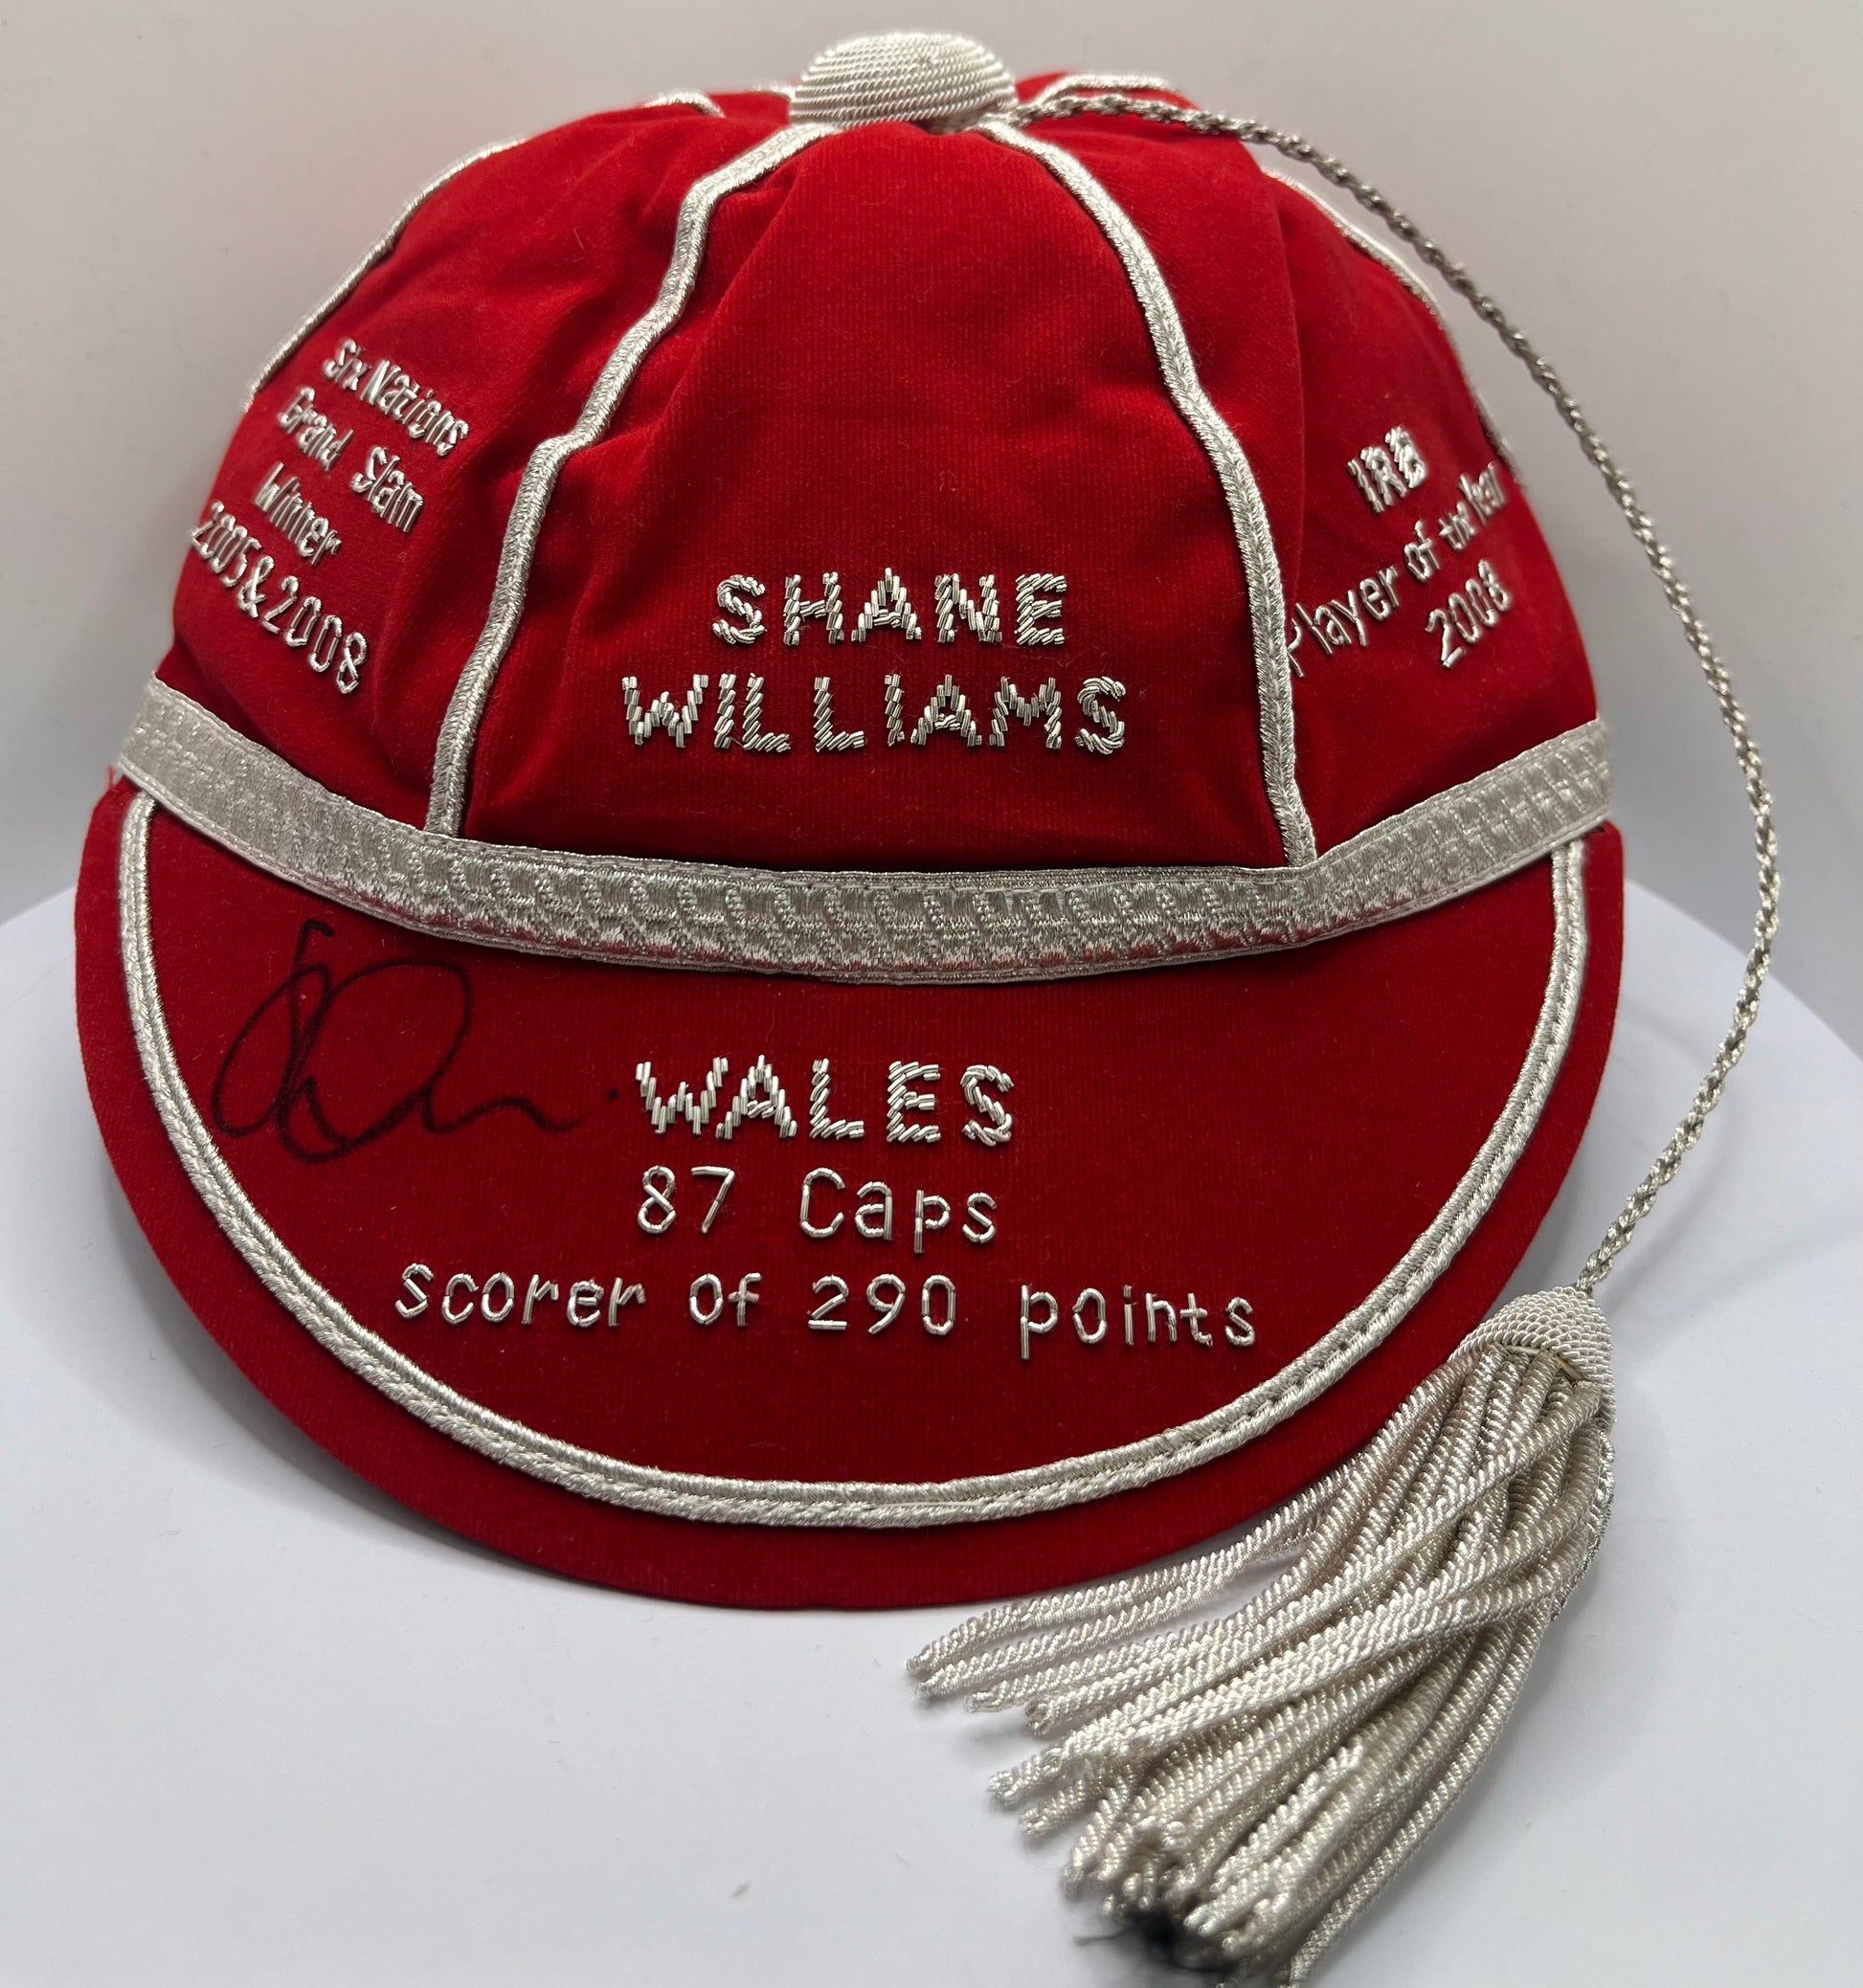 Six Nations
Grand Slam
Winner
2005&2008
SHANE
WILLIAMS
IRB
Player of the Year
2008
WALES
87 Caps
scorer of 290 points